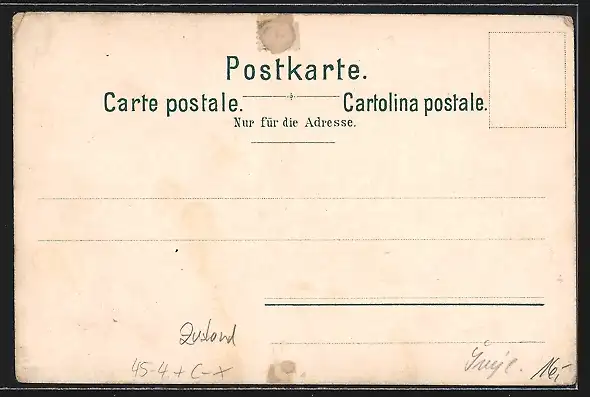 Postkarte.
Carte postale. Cartolina postale.
Nur für die Adresse.
Zustand
45-4.+C-x